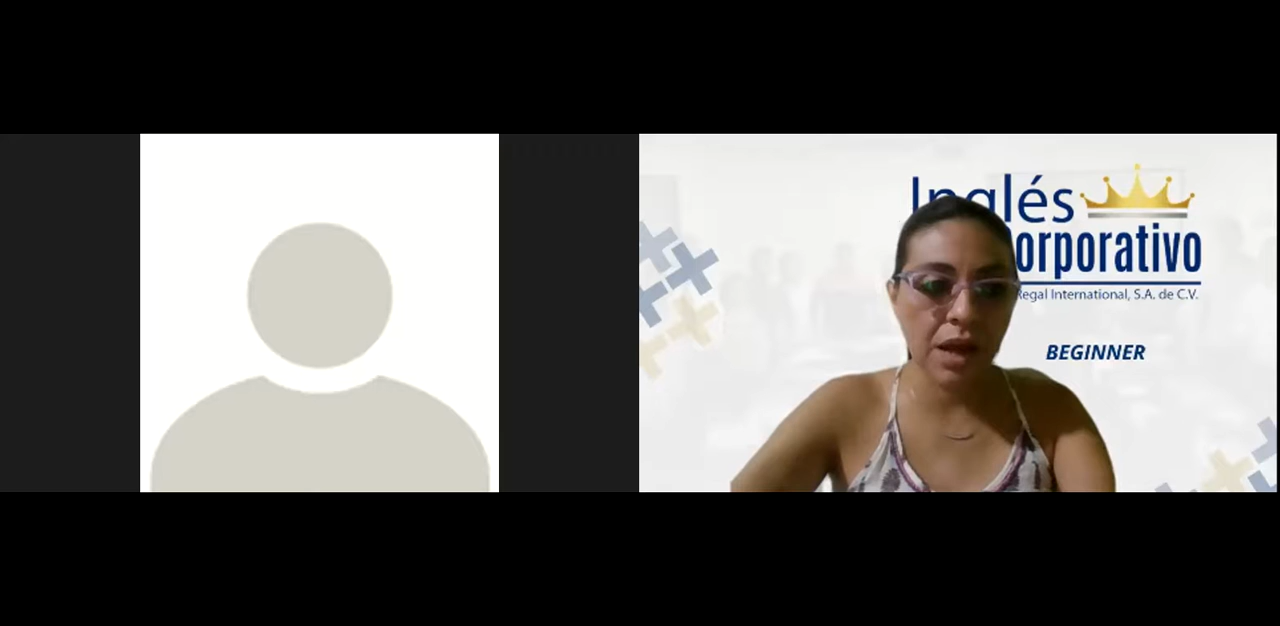 Inglés
orporativo
Regal International, S.A. de C.V.
BEGINNER